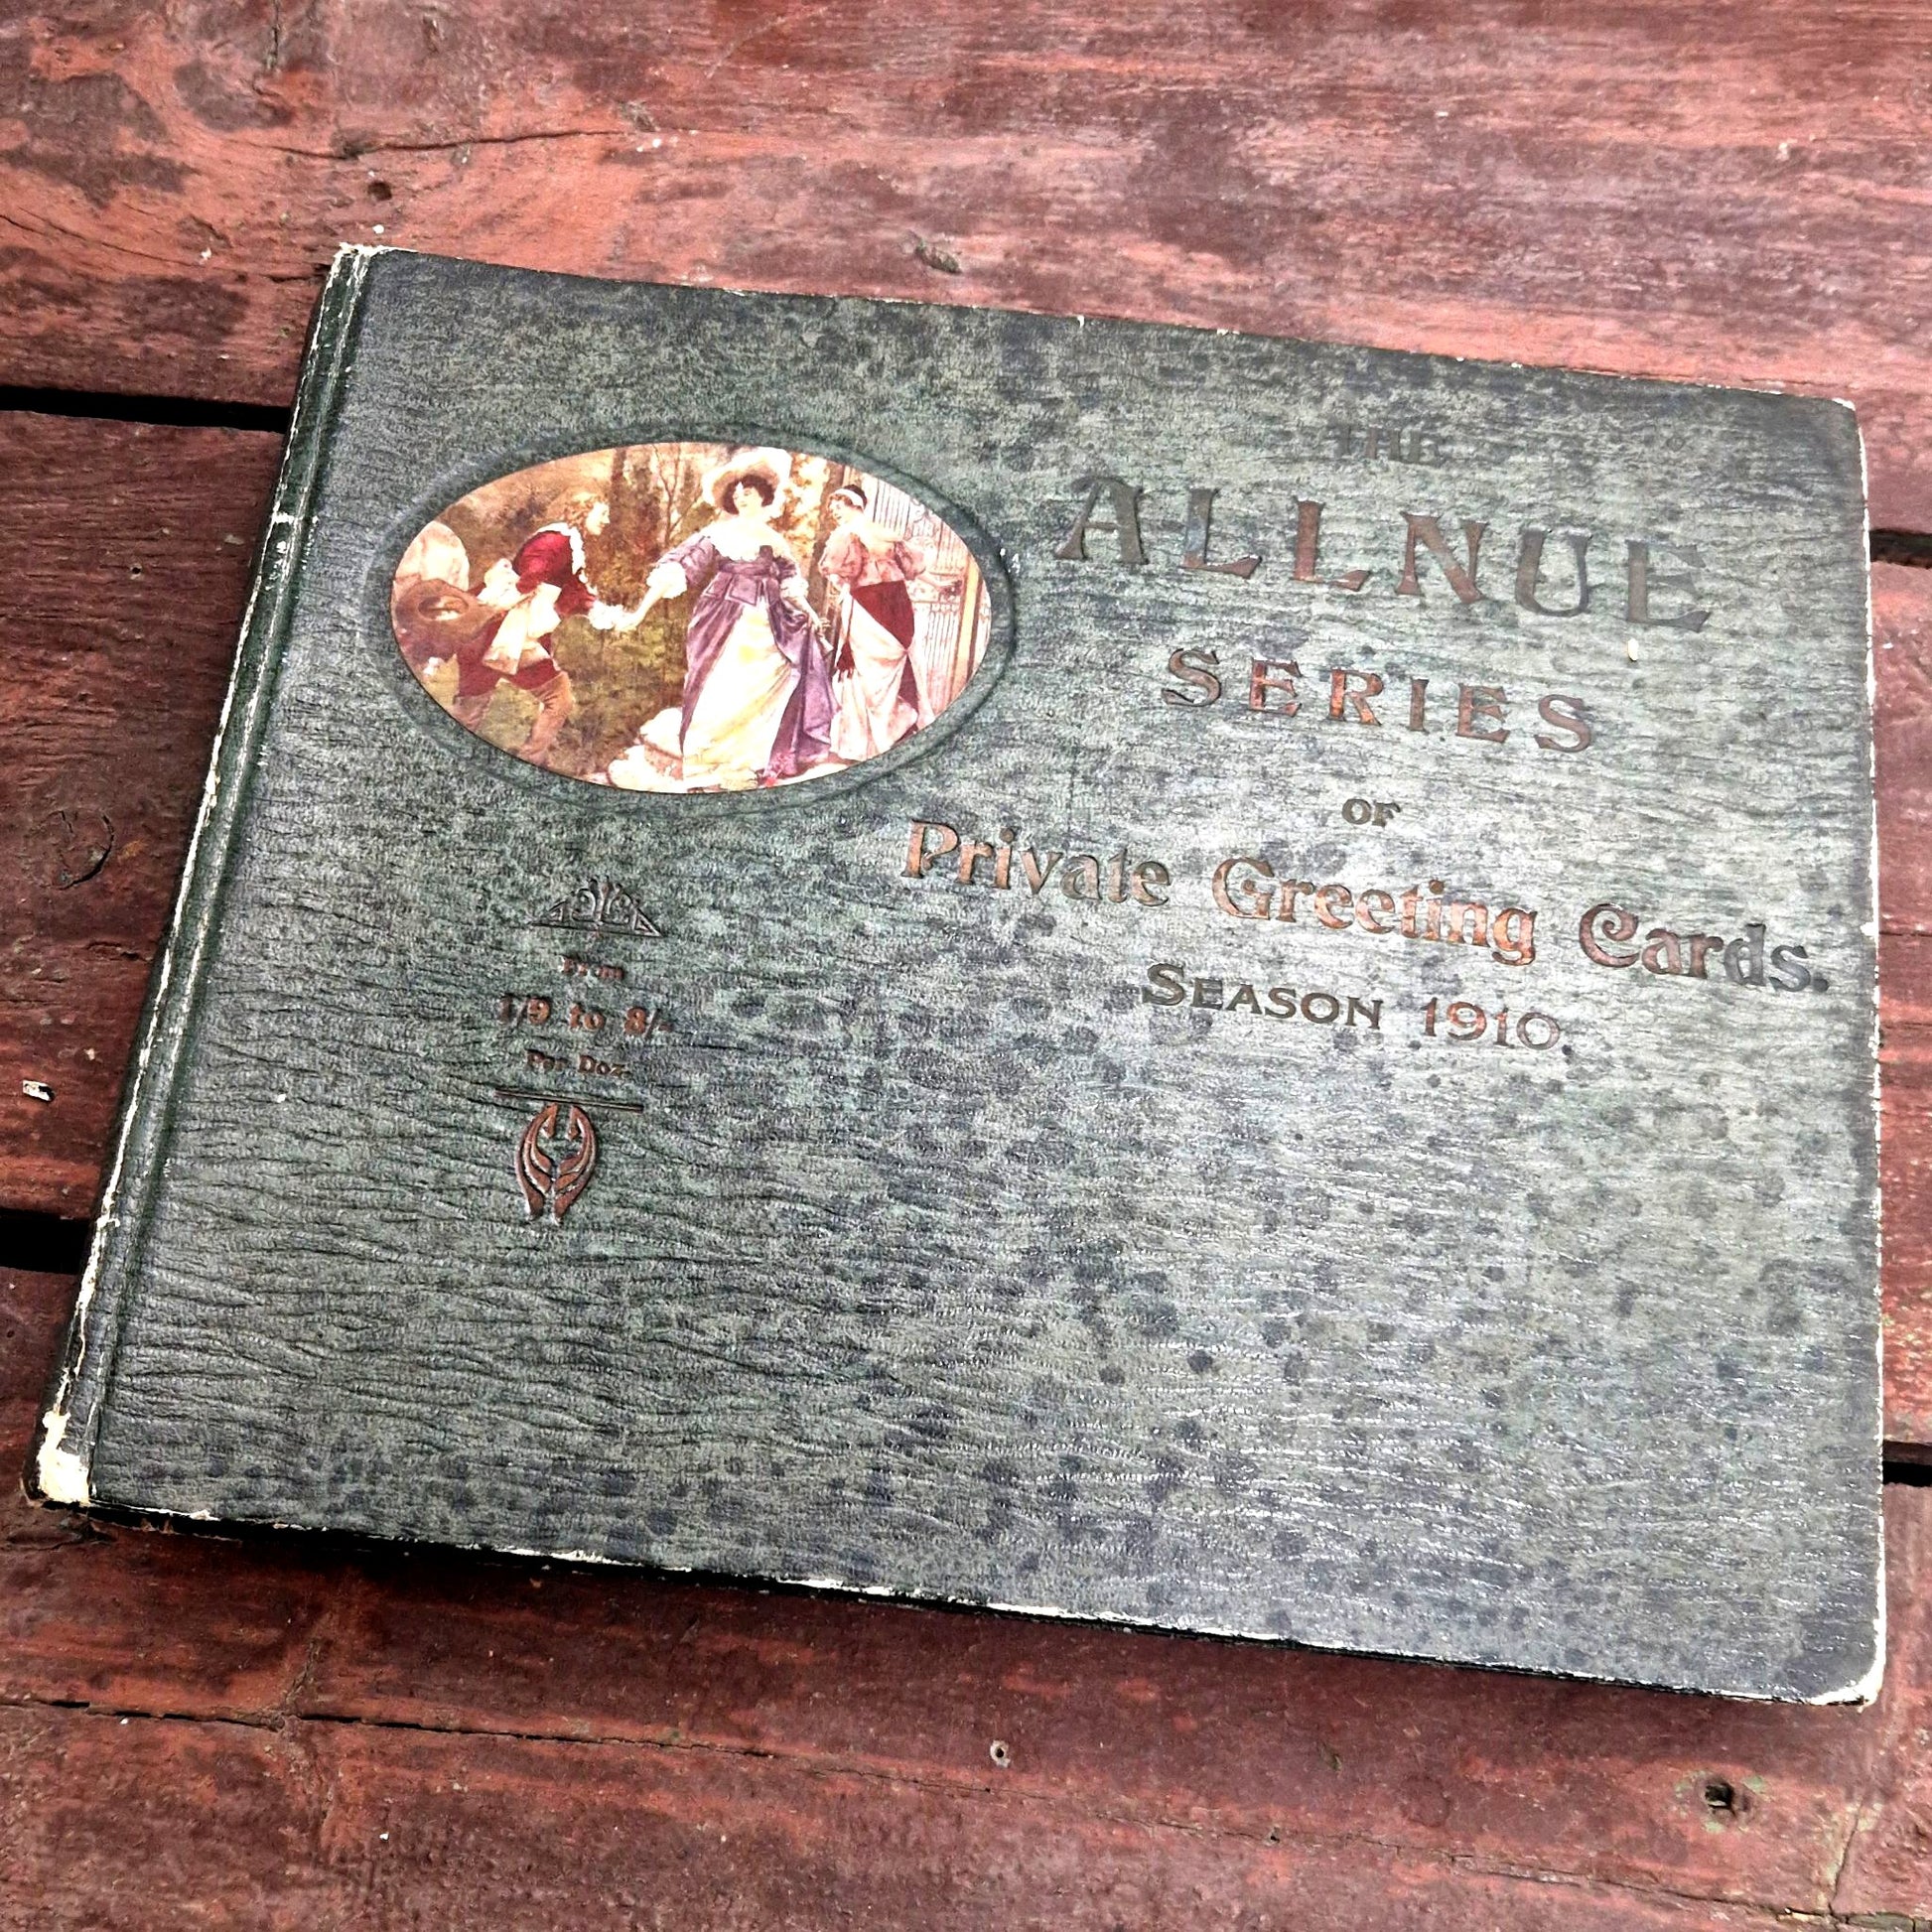 THE
ALLNUE
SERIES
OF
Private Greeting Cards.
SEASON 1910.
From
1/9 to 8/-
Per Doz.